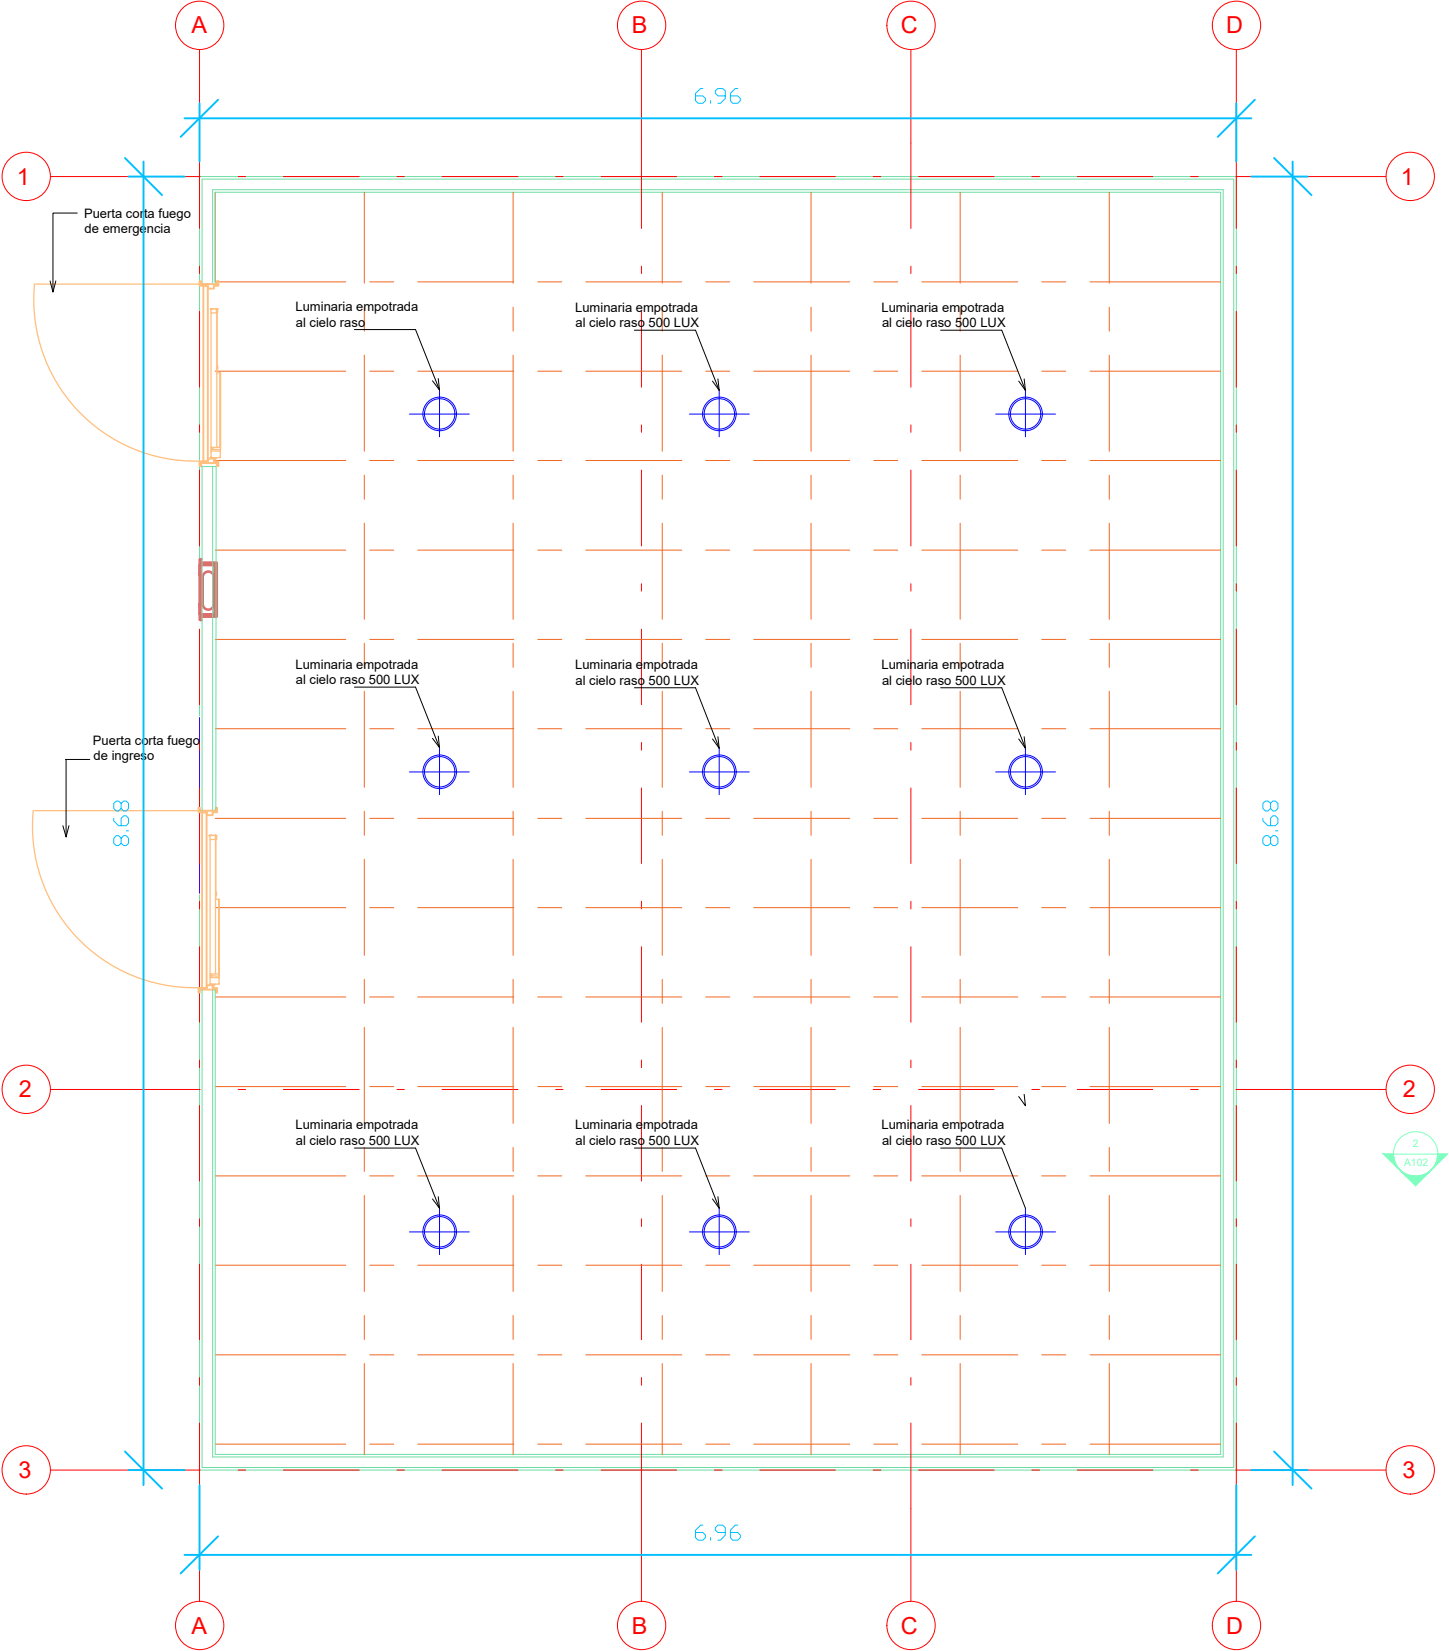 A
B
C
D
6.96
1
1
Puerta corta fuego
de emergencia
Luminaria empotrada
al cielo raso
Luminaria empotrada
al cielo raso 500 LUX
Luminaria empotrada
al cielo raso 500 LUX
Luminaria empotrada
al cielo raso 500 LUX
Luminaria empotrada
al cielo raso 500 LUX
Luminaria empotrada
al cielo raso 500 LUX
Puerta corta fuego
de ingreso
8.68
8.68
2
2
Luminaria empotrada
al cielo raso 500 LUX
Luminaria empotrada
al cielo raso 500 LUX
Luminaria empotrada
al cielo raso 500 LUX
2
A102
3
3
6.96
A
B
C
D